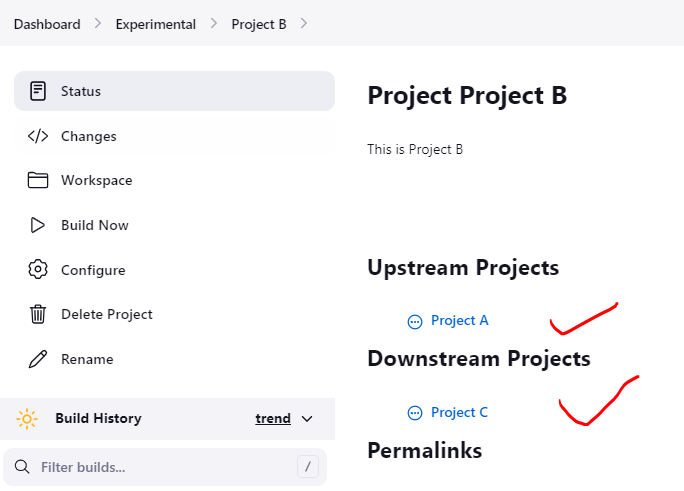 Dashboard > Experimental > Project B >
Status
Changes
Workspace
Build Now
Configure
Delete Project
Rename
Build History trend
Filter builds... /
Project Project B
This is Project B
Upstream Projects
Project A
Downstream Projects
Project C
Permalinks